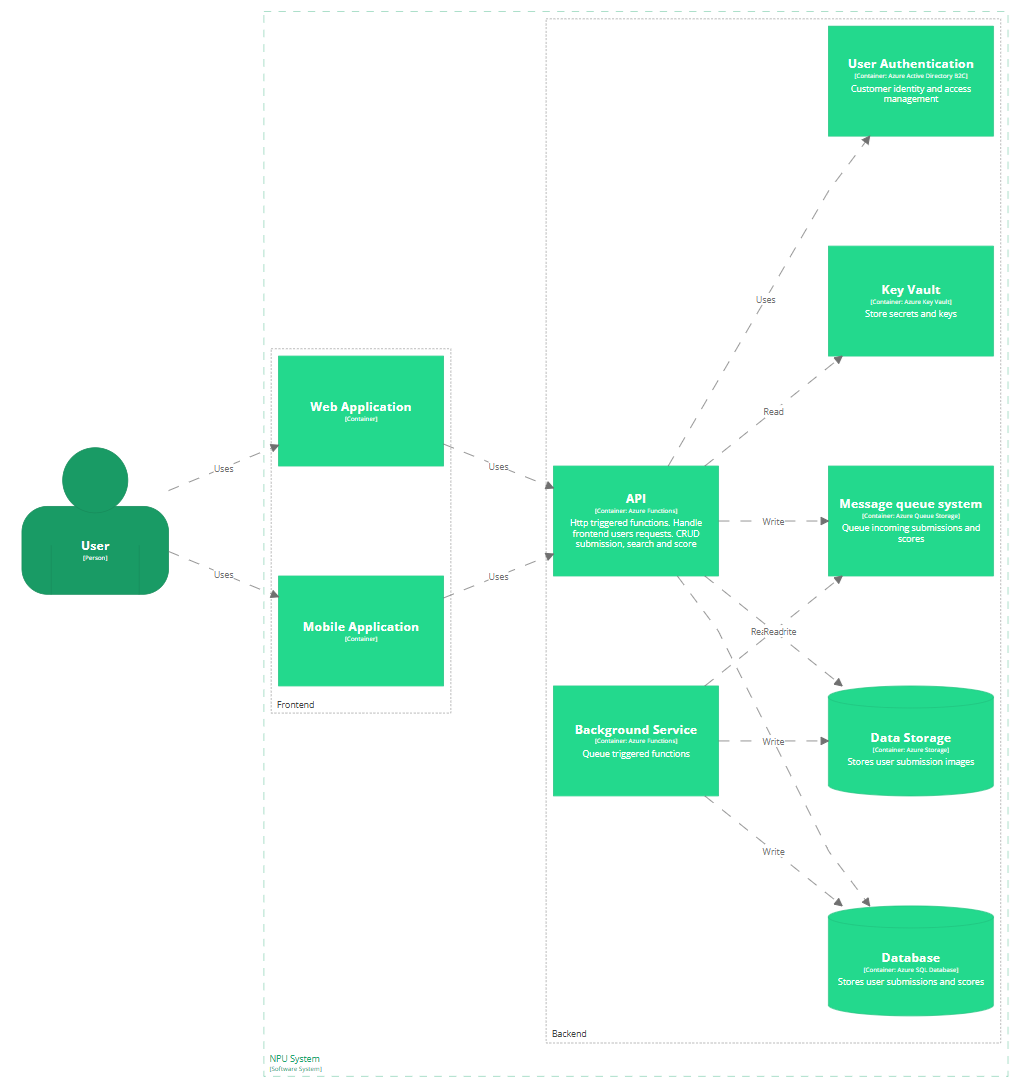 User Authentication
[Container: Azure Active Directory B2C]
Customer identity and access
management
Uses
Key Vault
[Container: Azure Key Vault]
Store secrets and keys
Read
Web Application
[Container]
Uses
Uses
User
[Person]
Uses
Uses
Mobile Application
[Container]
Frontend
API
[Container: Azure Functions]
Http triggered functions. Handle
frontend users requests. CRUD
submission, search and score
Write
Message queue system
[Container: Azure Queue Storage]
Queue incoming submissions and
scores
Read
Background Service
[Container: Azure Functions]
Queue triggered functions
Write
Data Storage
[Container: Azure Storage]
Stores user submission images
Write
Database
[Container: Azure SQL Database]
Stores user submissions and scores
Backend
NPU System
[Software System]